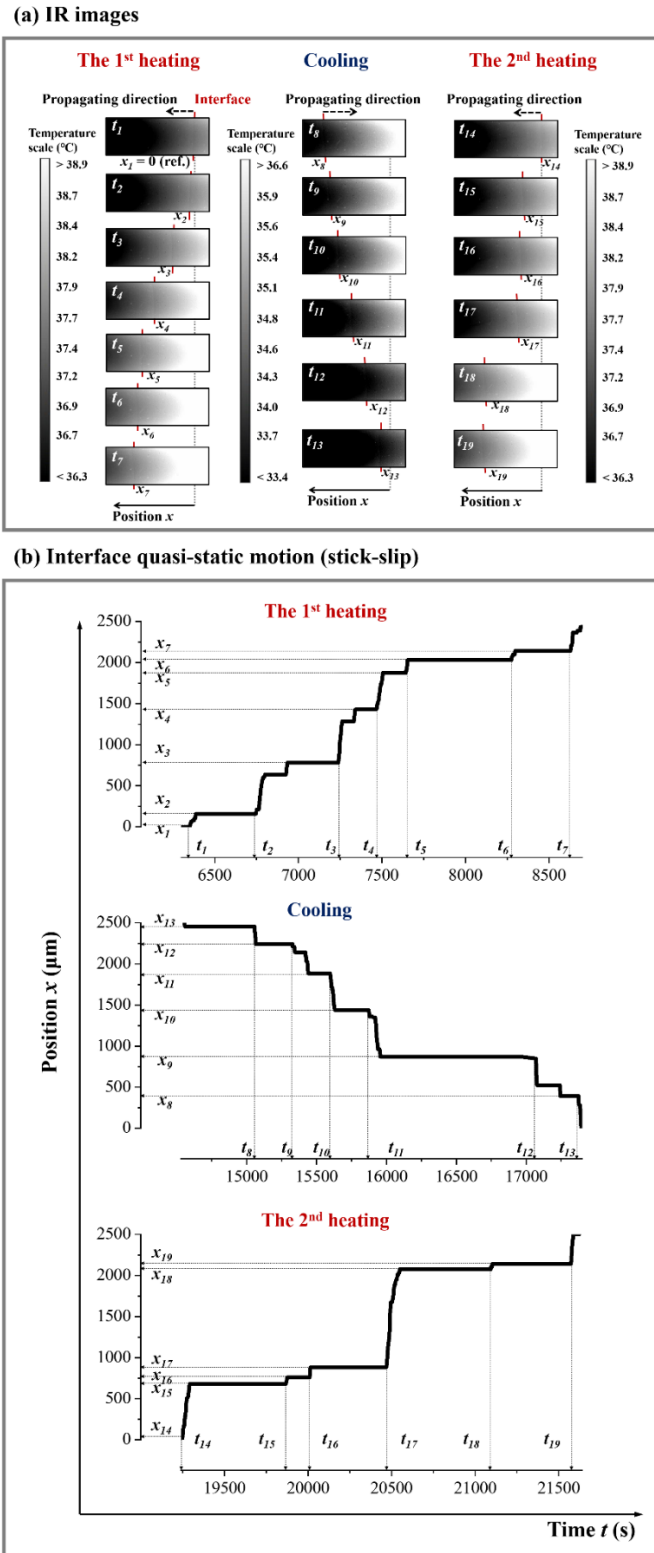 (a) IR images
The 1st heating
Cooling
The 2nd heating
Propagating direction
Interface
Propagating direction
Propagating direction
Temperature scale (°C)
> 38.9
38.7
38.4
38.2
37.9
37.7
37.4
37.2
36.9
36.7
< 36.3
t1
x1 = 0 (ref.)
t2
x2
t3
x3
t4
x4
t5
x5
t6
x6
t7
x7
Position x
Temperature scale (°C)
> 36.6
35.9
35.6
35.4
35.1
34.8
34.6
34.3
34.0
33.7
< 33.4
t8
x8
t9
x9
t10
x10
t11
x11
t12
x12
t13
x13
Position x
t14
x14
t15
x15
t16
x16
t17
x17
t18
x18
t19
x19
Position x
Temperature scale (°C)
> 38.9
38.7
38.4
38.2
37.9
37.7
37.4
37.2
36.9
36.7
< 36.3
(b) Interface quasi-static motion (stick-slip)
The 1st heating
2500
2000
1500
1000
500
0
x7
x6
x5
x4
x3
x2
x1
t1 t2 t3 t4 t5 t6 t7
6500 7000 7500 8000 8500
Cooling
2500
2000
1500
1000
500
0
x13
x12
x11
x10
x9
x8
t8 t9 t10 t11 t12 t13
15000 15500 16000 16500 17000
Position x (µm)
The 2nd heating
2500
2000
1500
1000
500
0
x19
x18
x17
x16
x15
x14
t14 t15 t16 t17 t18 t19
19500 20000 20500 21000 21500
Time t (s)